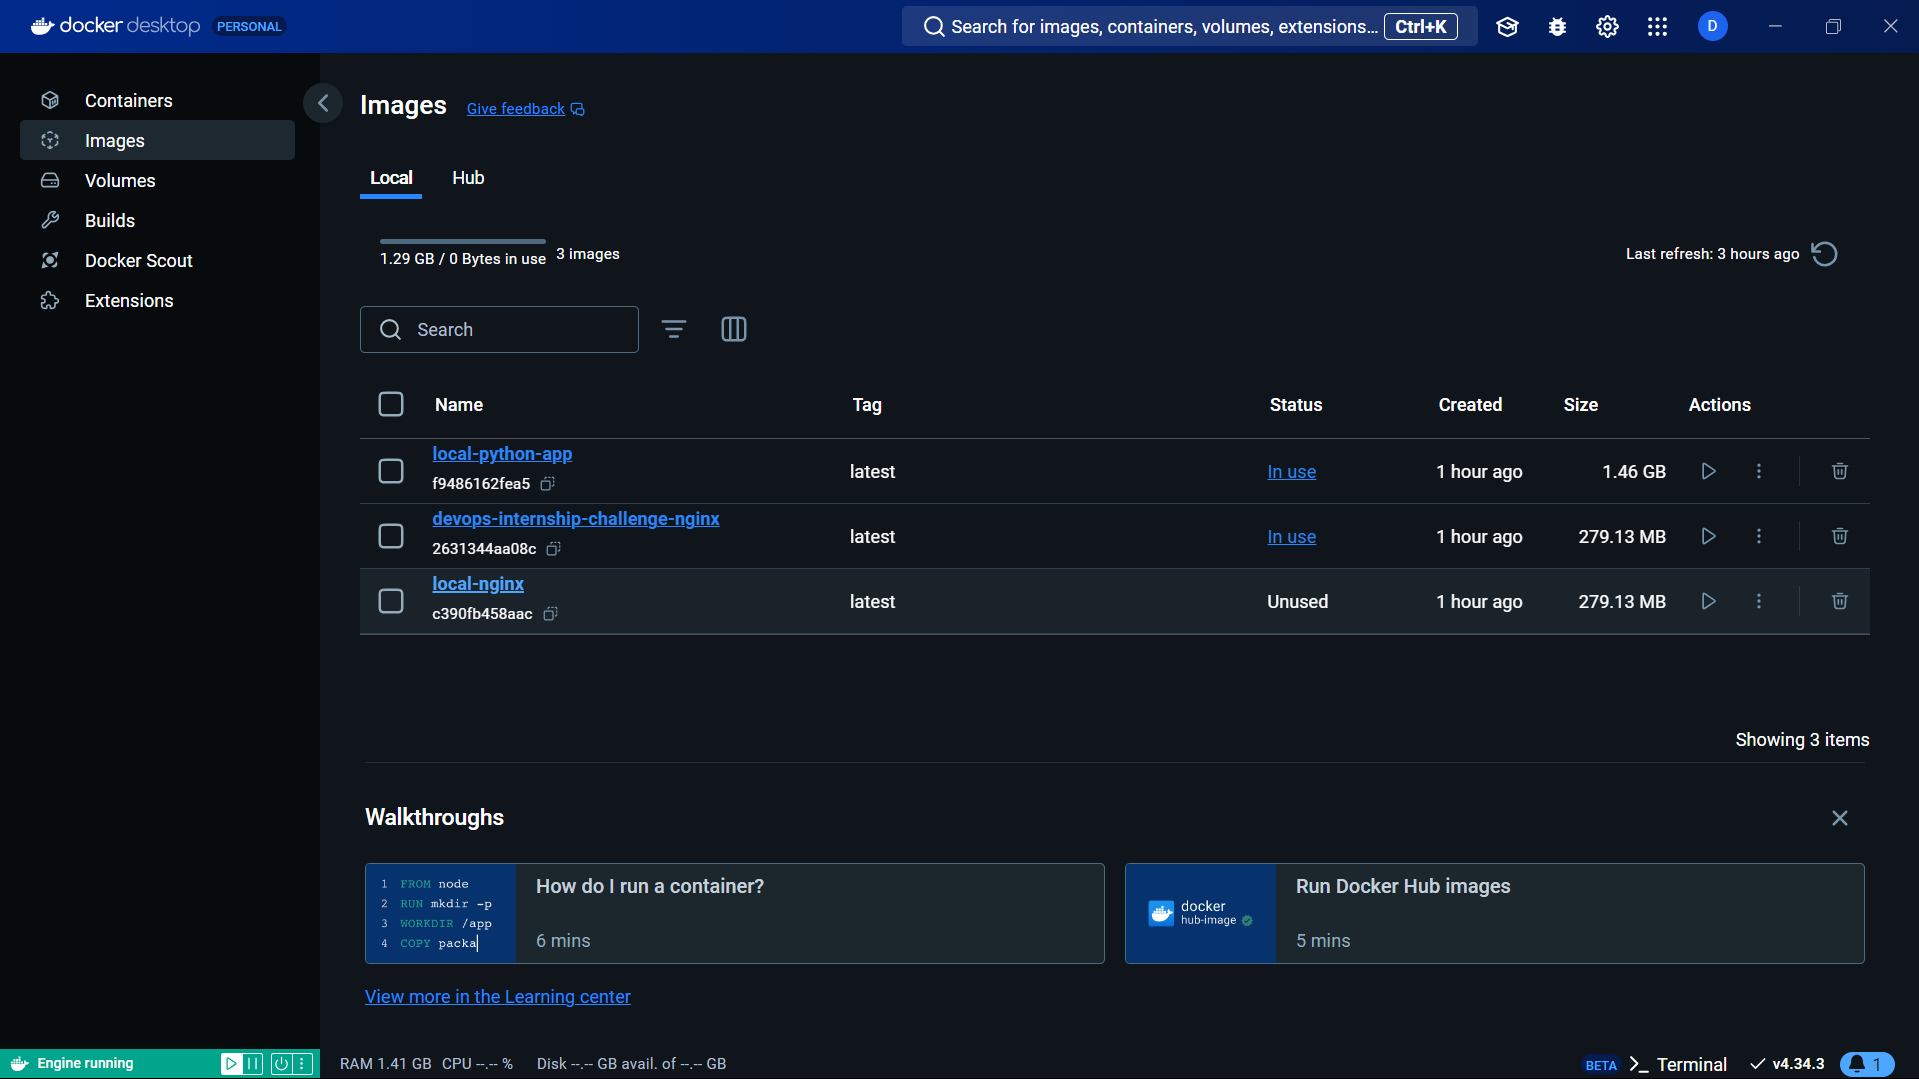 docker desktop PERSONAL
Search for images, containers, volumes, extensions... Ctrl+K
D
Containers
Images
Volumes
Builds
Docker Scout
Extensions
Images Give feedback
Local Hub
1.29 GB / 0 Bytes in use 3 images
Last refresh: 3 hours ago
Search
Name Tag Status Created Size Actions
local-python-app
f9486162fea5
latest In use 1 hour ago 1.46 GB
devops-internship-challenge-nginx
2631344aa08c
latest In use 1 hour ago 279.13 MB
local-nginx
c390fb458aac
latest Unused 1 hour ago 279.13 MB
Showing 3 items
Walkthroughs
1 FROM node
2 RUN mkdir -p
3 WORKDIR /app
4 COPY packa
How do I run a container?
6 mins
docker
hub-image
Run Docker Hub images
5 mins
View more in the Learning center
Engine running
RAM 1.41 GB CPU --.-- % Disk --.-- GB avail. of --.-- GB
BETA >_ Terminal v4.34.3 1